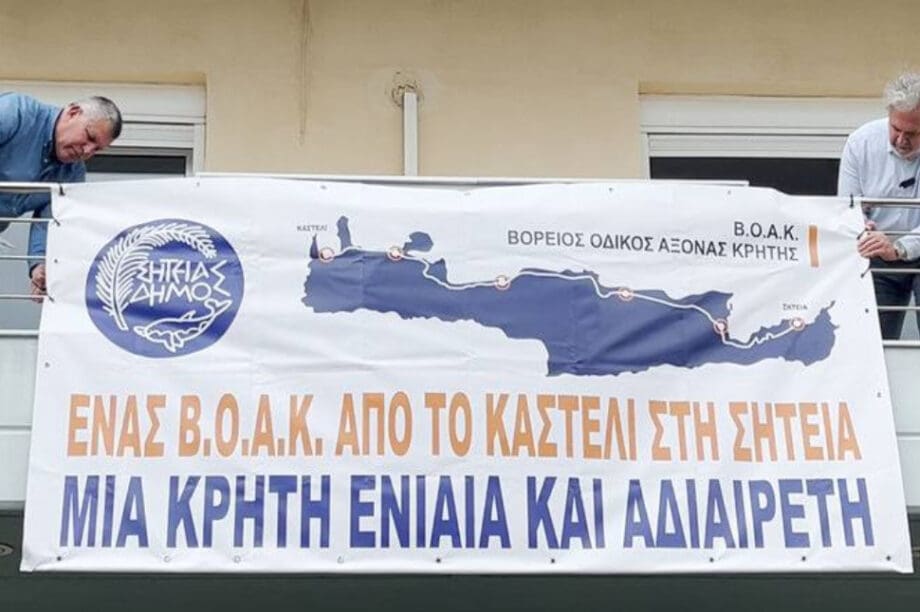 Β.Ο.Α.Κ.
ΒΟΡΕΙΟΣ ΟΔΙΚΟΣ ΑΞΟΝΑΣ ΚΡΗΤΗΣ
ΚΑΣΤΕΛΙ
ΣΗΤΕΙΑΣ
ΔΗΜΟΣ
ΣΗΤΕΙΑ
ΕΝΑΣ Β.Ο.Α.Κ. ΑΠΟ ΤΟ ΚΑΣΤΕΛΙ ΣΤΗ ΣΗΤΕΙΑ
ΜΙΑ ΚΡΗΤΗ ΕΝΙΑΙΑ ΚΑΙ ΑΔΙΑΙΡΕΤΗ